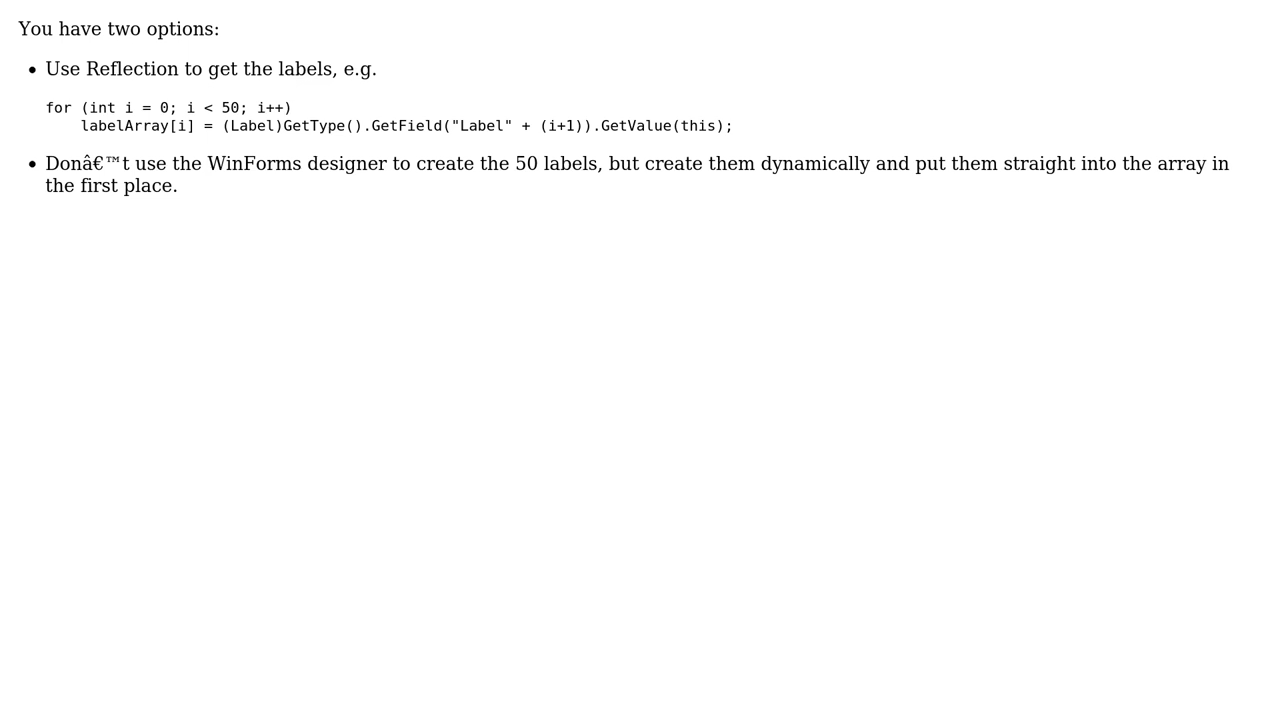 You have two options:
• Use Reflection to get the labels, e.g.
for (int i = 0; i < 50; i++)
    labelArray[i] = (Label)GetType().GetField("Label" + (i+1)).GetValue(this);
• Donâ€™t use the WinForms designer to create the 50 labels, but create them dynamically and put them straight into the array in
the first place.